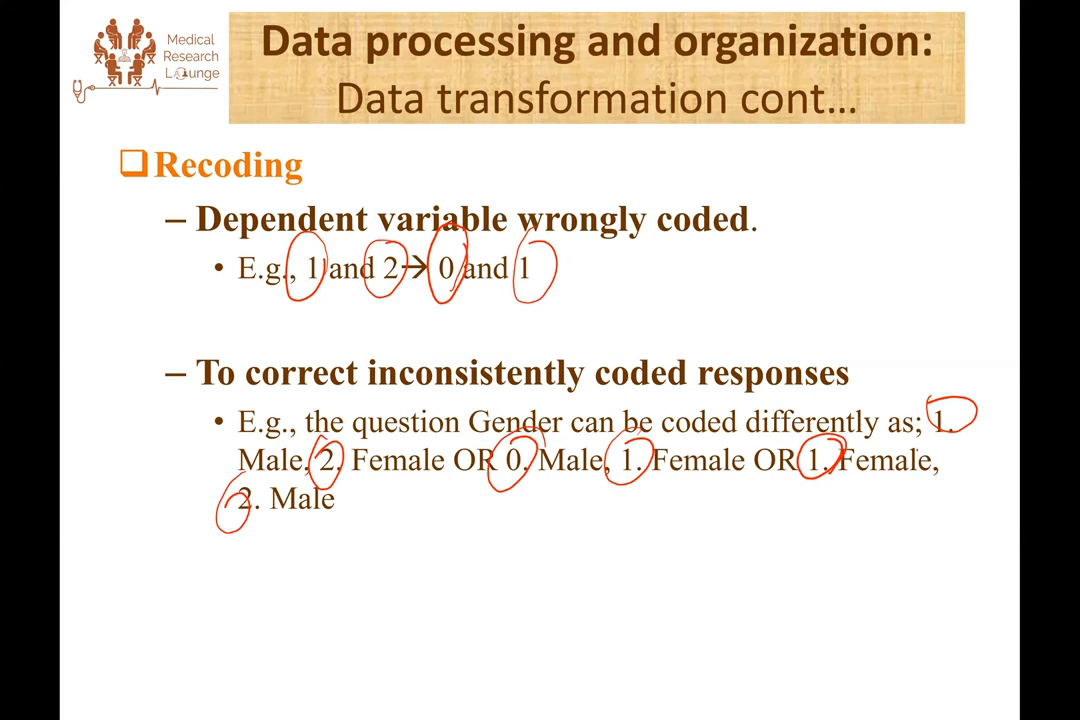 Medical
Research
Lounge
Data processing and organization:
Data transformation cont...
❑Recoding
– Dependent variable wrongly coded.
• E.g., 1 and 2→ 0 and 1
– To correct inconsistently coded responses
• E.g., the question Gender can be coded differently as; 1.
Male, 2. Female OR 0. Male, 1. Female OR 1. Female,
2. Male